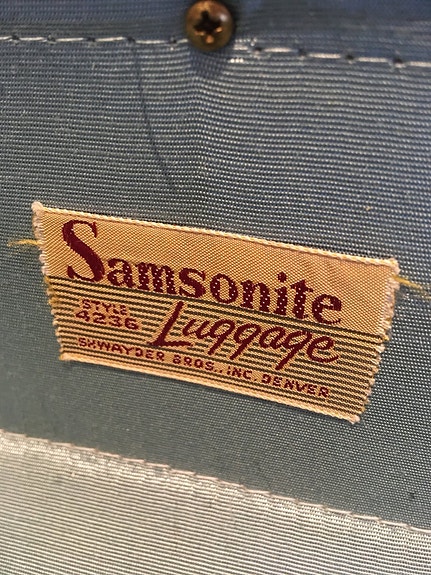 Samsonite
STYLE
4236
Luggage
SHWAYDER BROS., INC. DENVER